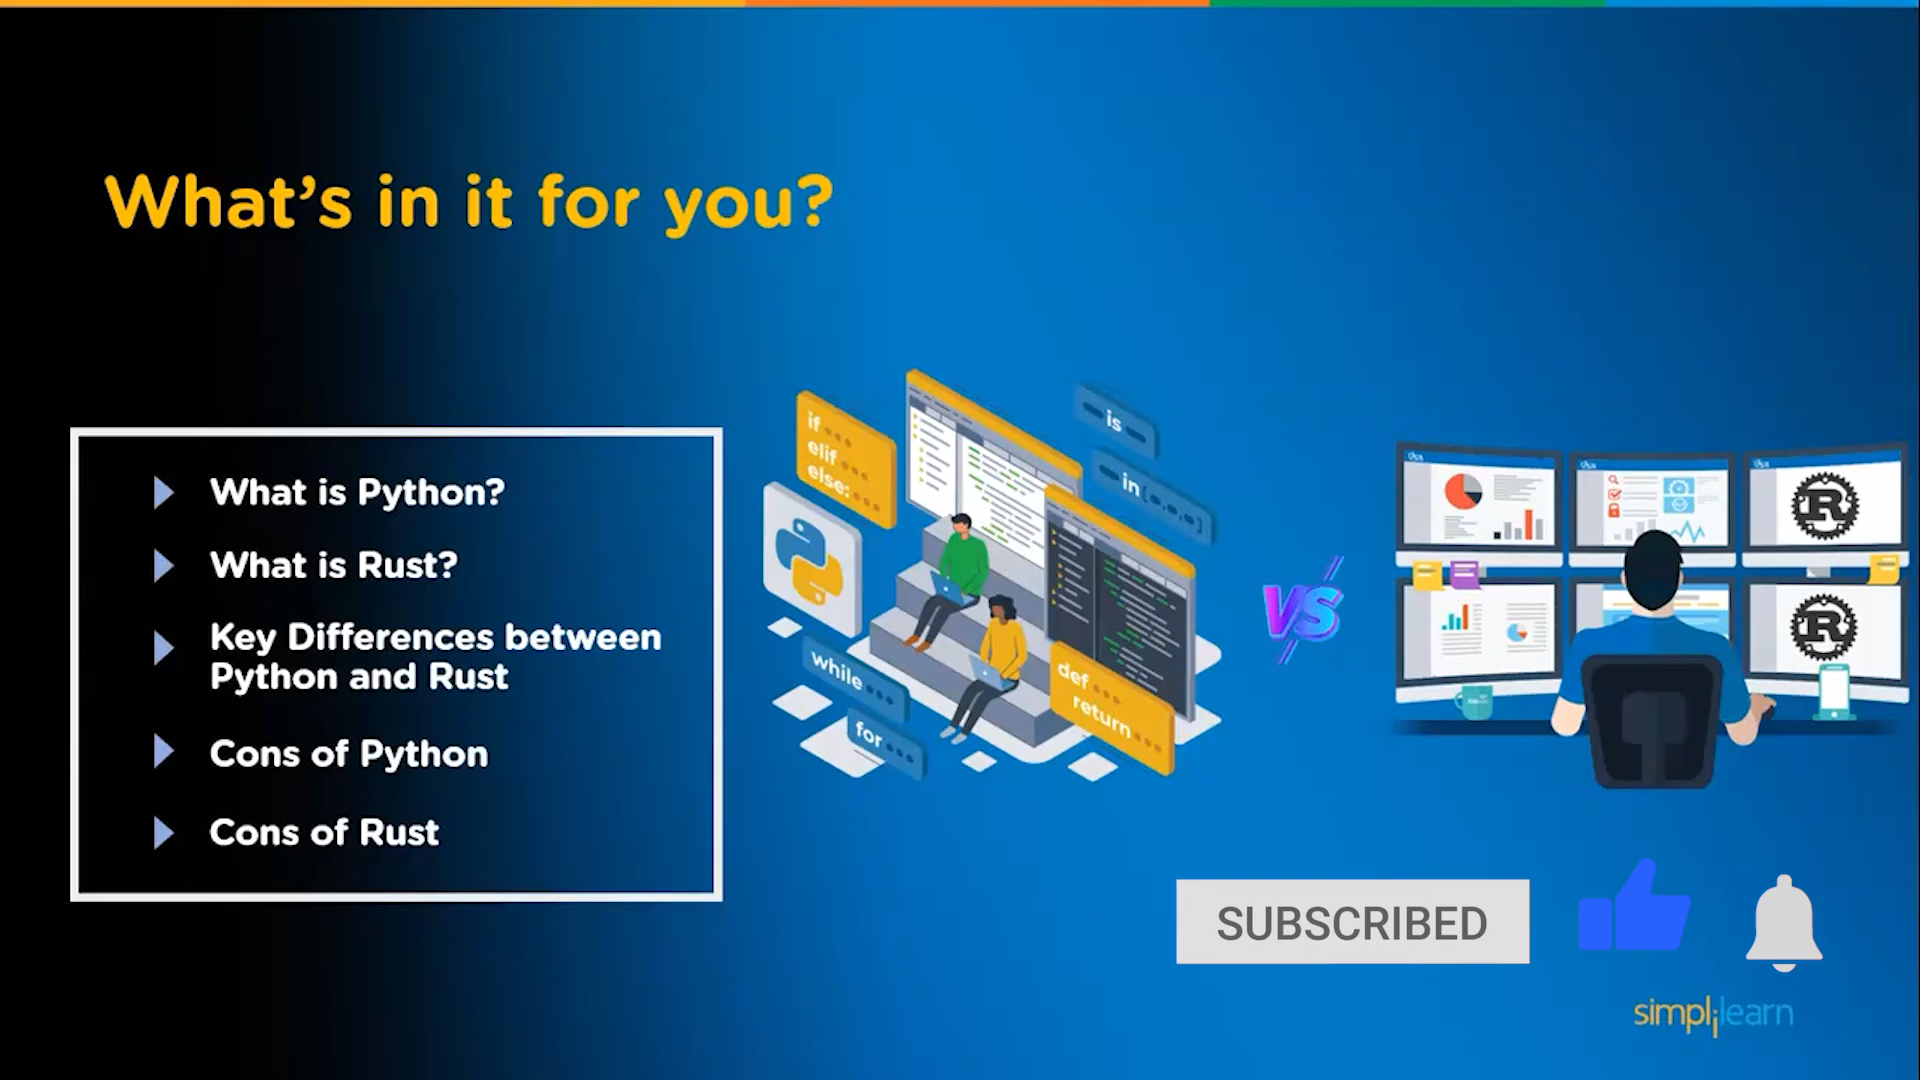 What's in it for you?
What is Python?
What is Rust?
Key Differences between
Python and Rust
Cons of Python
Cons of Rust
if
elif
else:
is
in
while
for
def
return
VS
R
R
SUBSCRIBED
simplilearn